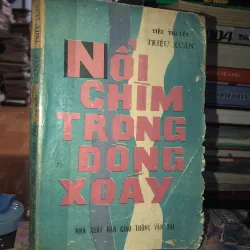 TIỂU THUYẾT
TRIỆU XUÂN
NỔI
CHÌM
TRONG
DÒNG
XOÁY
NHÀ XUẤT BẢN GIAO THÔNG VẬN TẢI